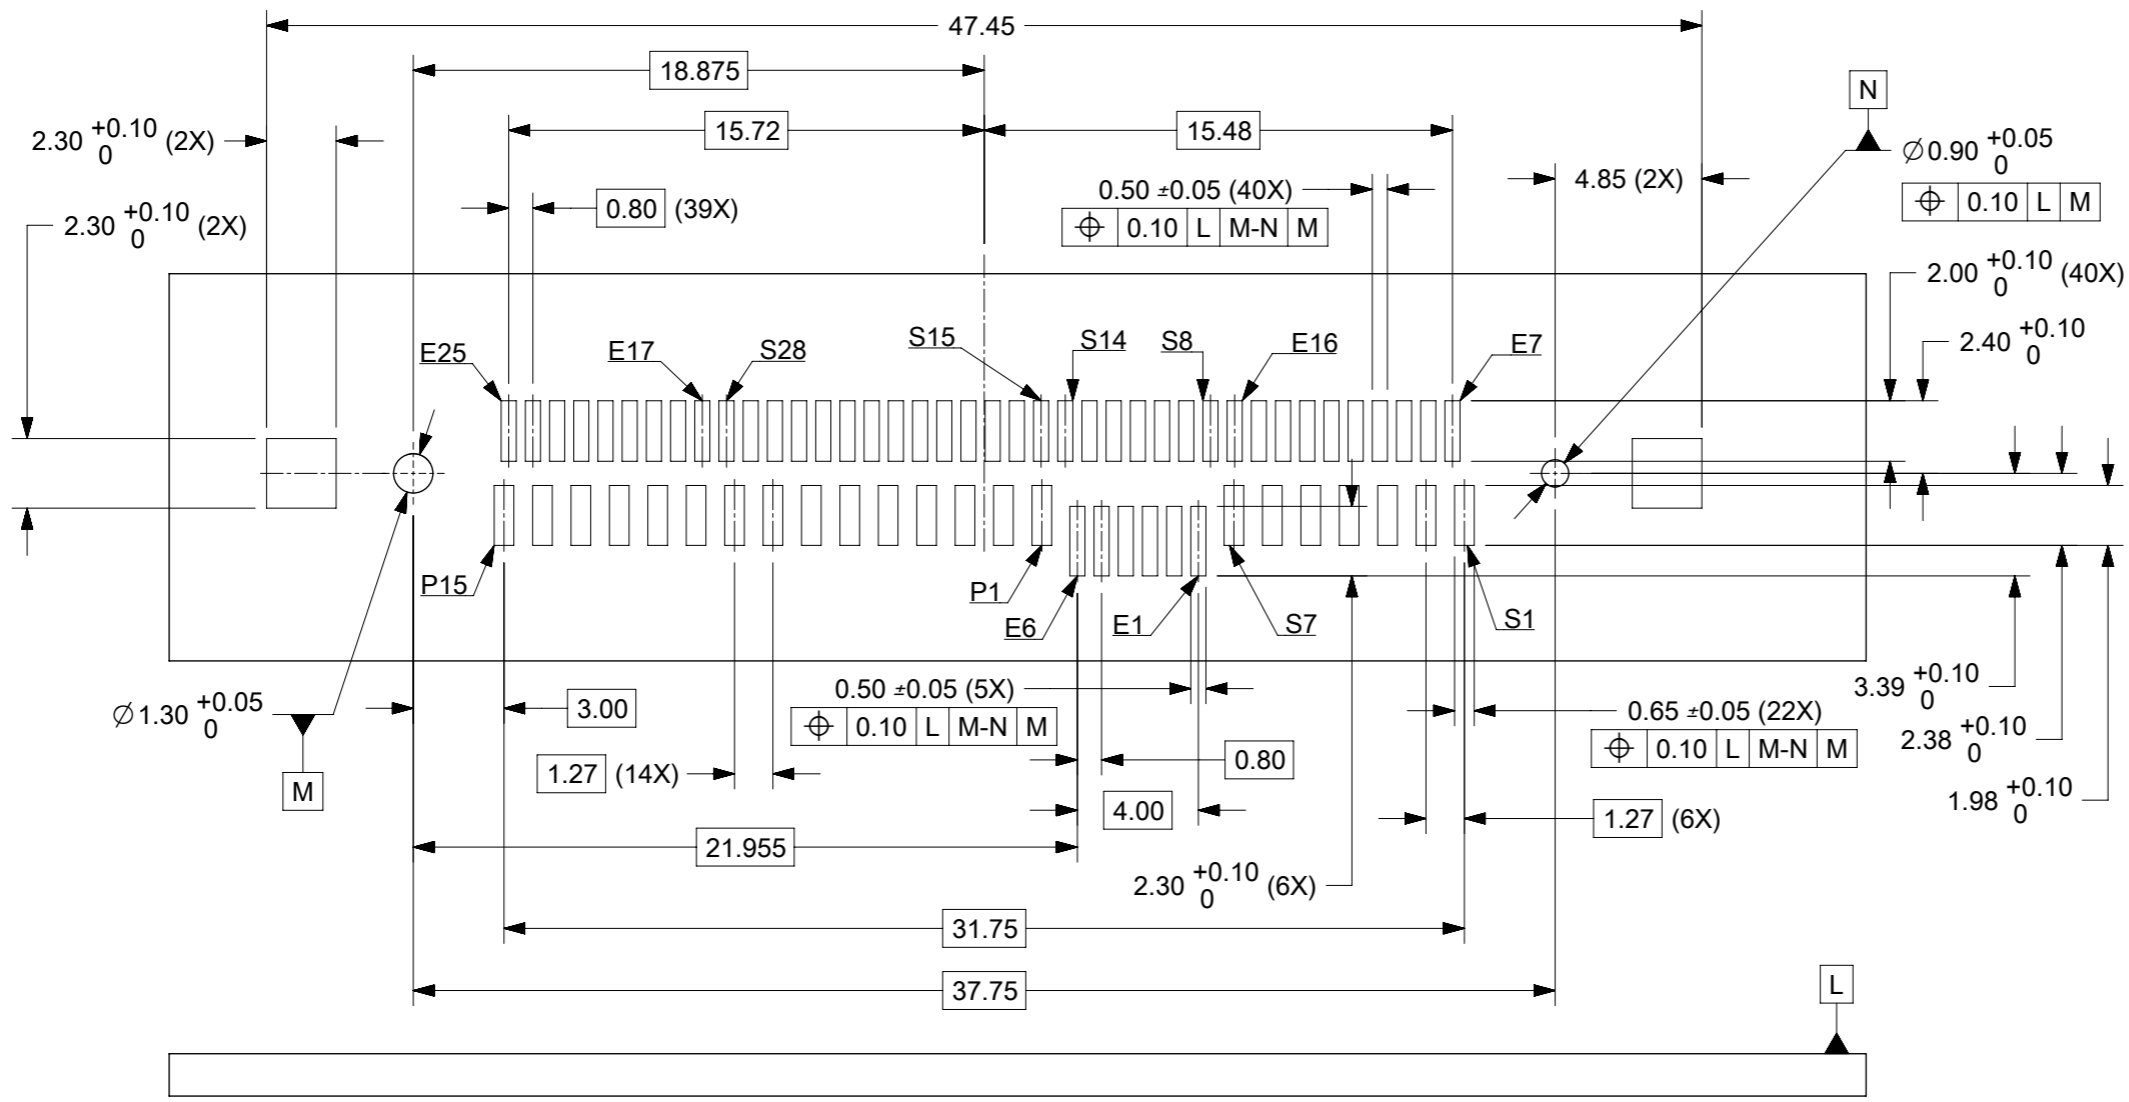 47.45
18.875
N
15.72
15.48
2.30 +0.10 0 (2X)
⌀0.90 +0.05 0
4.85 (2X)
0.50 ±0.05 (40X)
⌖ 0.10 L M
0.80 (39X)
⌖ 0.10 L M-N M
2.30 +0.10 0 (2X)
2.00 +0.10 0 (40X)
2.40 +0.10 0
E25
E17
S28
S15
S14
S8
E16
E7
P15
P1
E6
E1
S7
S1
3.39 +0.10 0
0.50 ±0.05 (5X)
3.00
⌀1.30 +0.05 0
0.65 ±0.05 (22X)
⌖ 0.10 L M-N M
⌖ 0.10 L M-N M
2.38 +0.10 0
0.80
1.27 (14X)
M
1.98 +0.10 0
4.00
1.27 (6X)
21.955
2.30 +0.10 0 (6X)
31.75
37.75
L